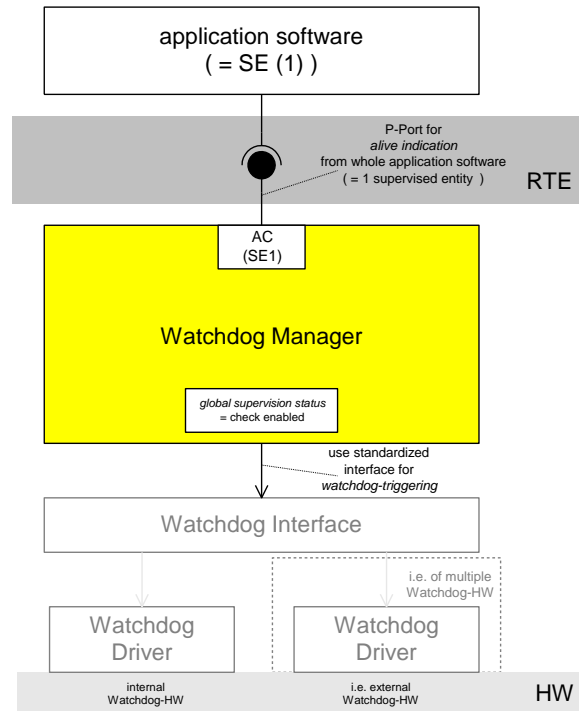 application software
( = SE (1) )
P-Port for
alive indication
from whole application software
( = 1 supervised entity )
RTE
AC
(SE1)
Watchdog Manager
global supervision status
= check enabled
use standardized
interface for
watchdog-triggering
Watchdog Interface
i.e. of multiple
Watchdog-HW
Watchdog
Driver
Watchdog
Driver
internal
Watchdog-HW
i.e. external
Watchdog-HW
HW